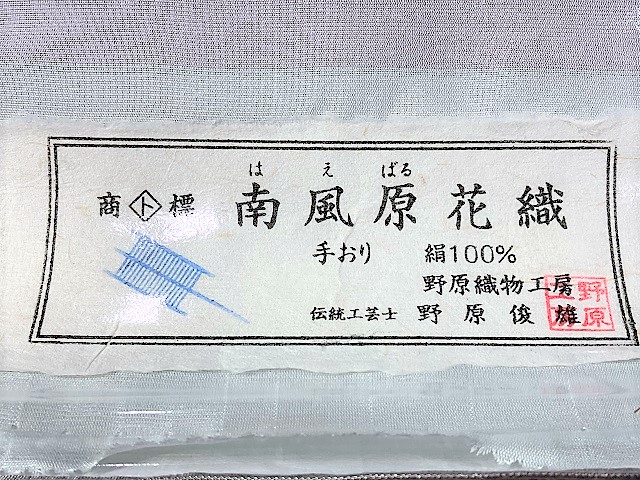 はえばる
商ト標 南風原花織
手おり 絹100%
野原織物工房
伝統工芸士 野原俊雄
野原